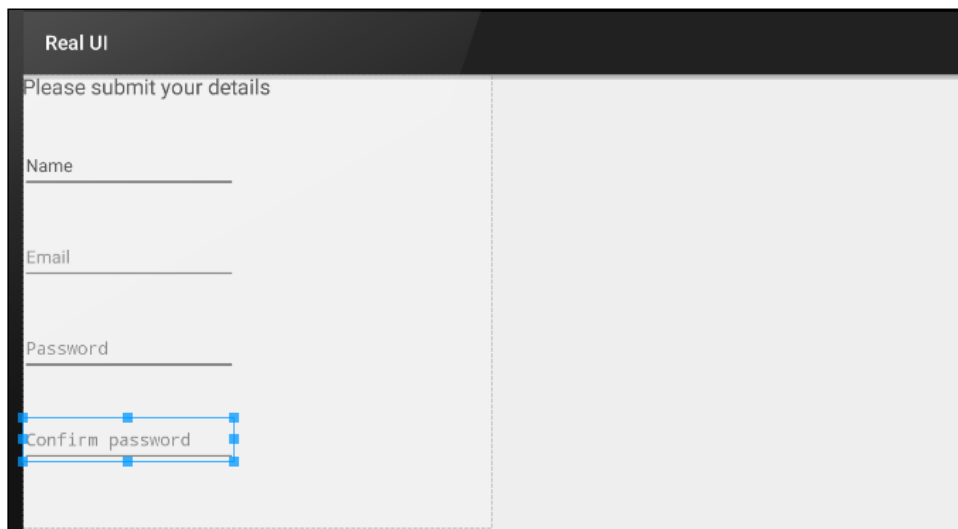 Real UI
Please submit your details
Name
Email
Password
Confirm password